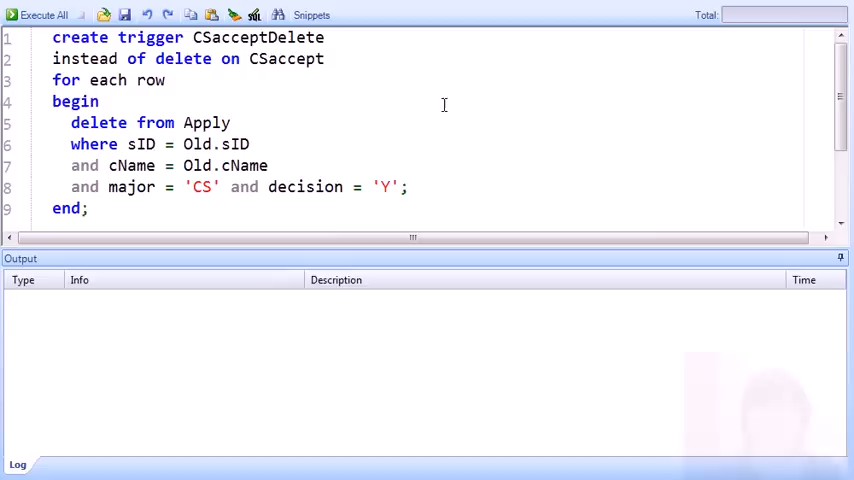 Execute All
Snippets
Total:
1 create trigger CSacceptDelete
2 instead of delete on CSaccept
3 for each row
4 begin
5 delete from Apply
6 where sID = Old.sID
7 and cName = Old.cName
8 and major = 'CS' and decision = 'Y';
9 end;
Output
Type Info Description Time
Log